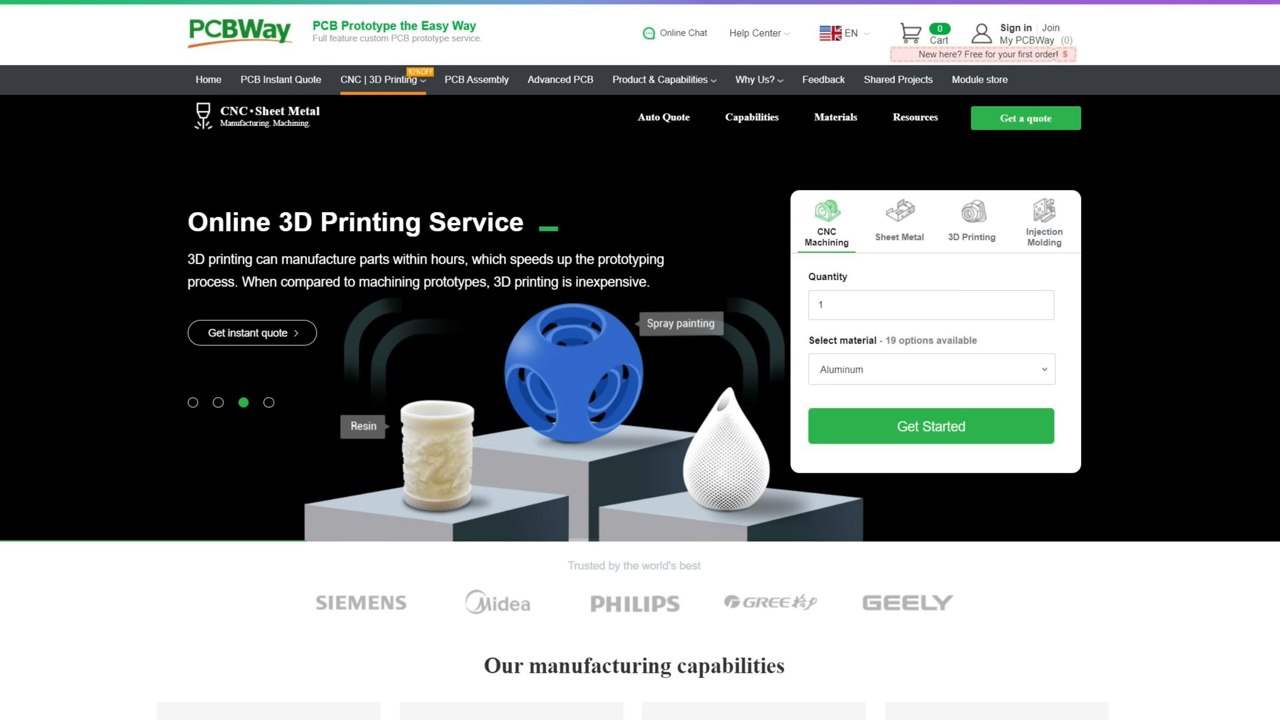 PCBWay
PCB Prototype the Easy Way
Full feature custom PCB prototype service.
Online Chat
Help Center
EN
0
Cart
Sign in | Join
My PCBWay (0)
New here? Free for your first order! $
Home
PCB Instant Quote
CNC | 3D Printing
10%OFF
PCB Assembly
Advanced PCB
Product & Capabilities
Why Us?
Feedback
Shared Projects
Module store
CNC·Sheet Metal
Manufacturing. Machining.
Auto Quote
Capabilities
Materials
Resources
Get a quote
Online 3D Printing Service
3D printing can manufacture parts within hours, which speeds up the prototyping
process. When compared to machining prototypes, 3D printing is inexpensive.
Get instant quote >
Spray painting
Resin
CNC
Machining
Sheet Metal
3D Printing
Injection
Molding
Quantity
1
Select material - 19 options available
Aluminum
Get Started
Trusted by the world's best
SIEMENS
Midea
PHILIPS
GREE 格力
GEELY
Our manufacturing capabilities